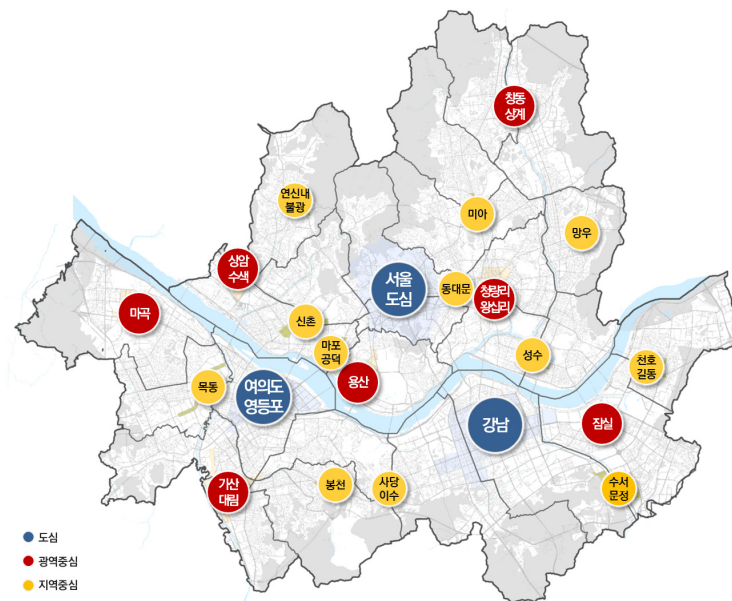 창동
상계
연신내
불광
미아
망우
상암
수색
서울
도심
동대문
청량리
왕십리
마곡
신촌
마포
공덕
성수
천호
길동
목동
여의도
영등포
용산
강남
잠실
가산
대림
봉천
사당
이수
수서
문정
도심
광역중심
지역중심